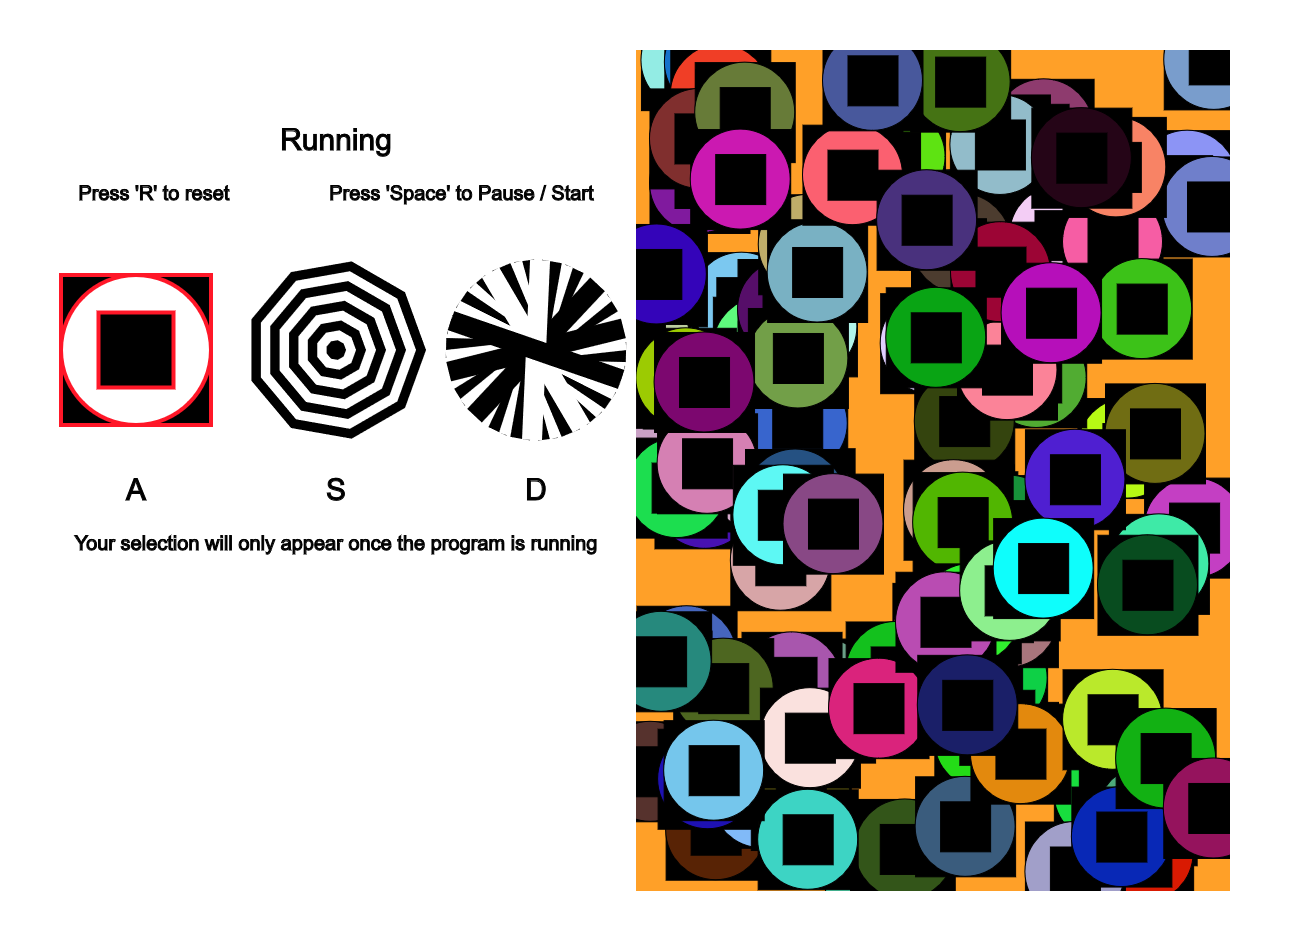 Running
Press 'R' to reset
Press 'Space' to Pause / Start
A
S
D
Your selection will only appear once the program is running